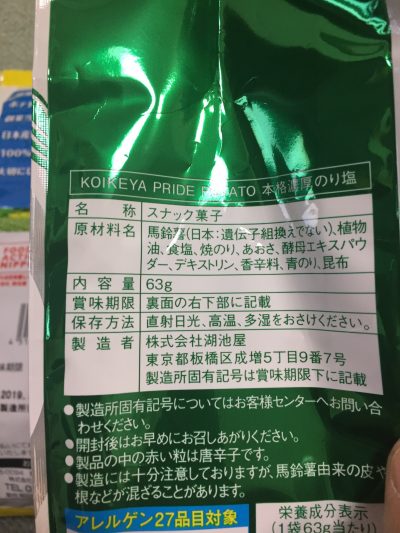 KOIKEYA PRIDE POTATO 本格濃厚のり塩
名称 スナック菓子
原材料名 馬鈴薯(日本:遺伝子組換えでない)、植物
油、食塩、焼のり、あおさ、酵母エキスパウ
ダー、デキストリン、香辛料、青のり、昆布
内容量 63g
賞味期限 裏面の右下部に記載
保存方法 直射日光、高温、多湿をおさけください。
製造者 株式会社湖池屋
東京都板橋区成増5丁目9番7号
製造所固有記号は賞味期限下に記載
●製造所固有記号についてはお客様センターへお問い合
わせください。
●開封後はお早めにお召しあがりください。
●製品の中の赤い粒は唐辛子です。
●製造には十分注意しておりますが、馬鈴薯由来の皮や
根などが混ざることがあります。
アレルゲン27品目対象
栄養成分表示
(1袋63g当たり)
100%
2019.